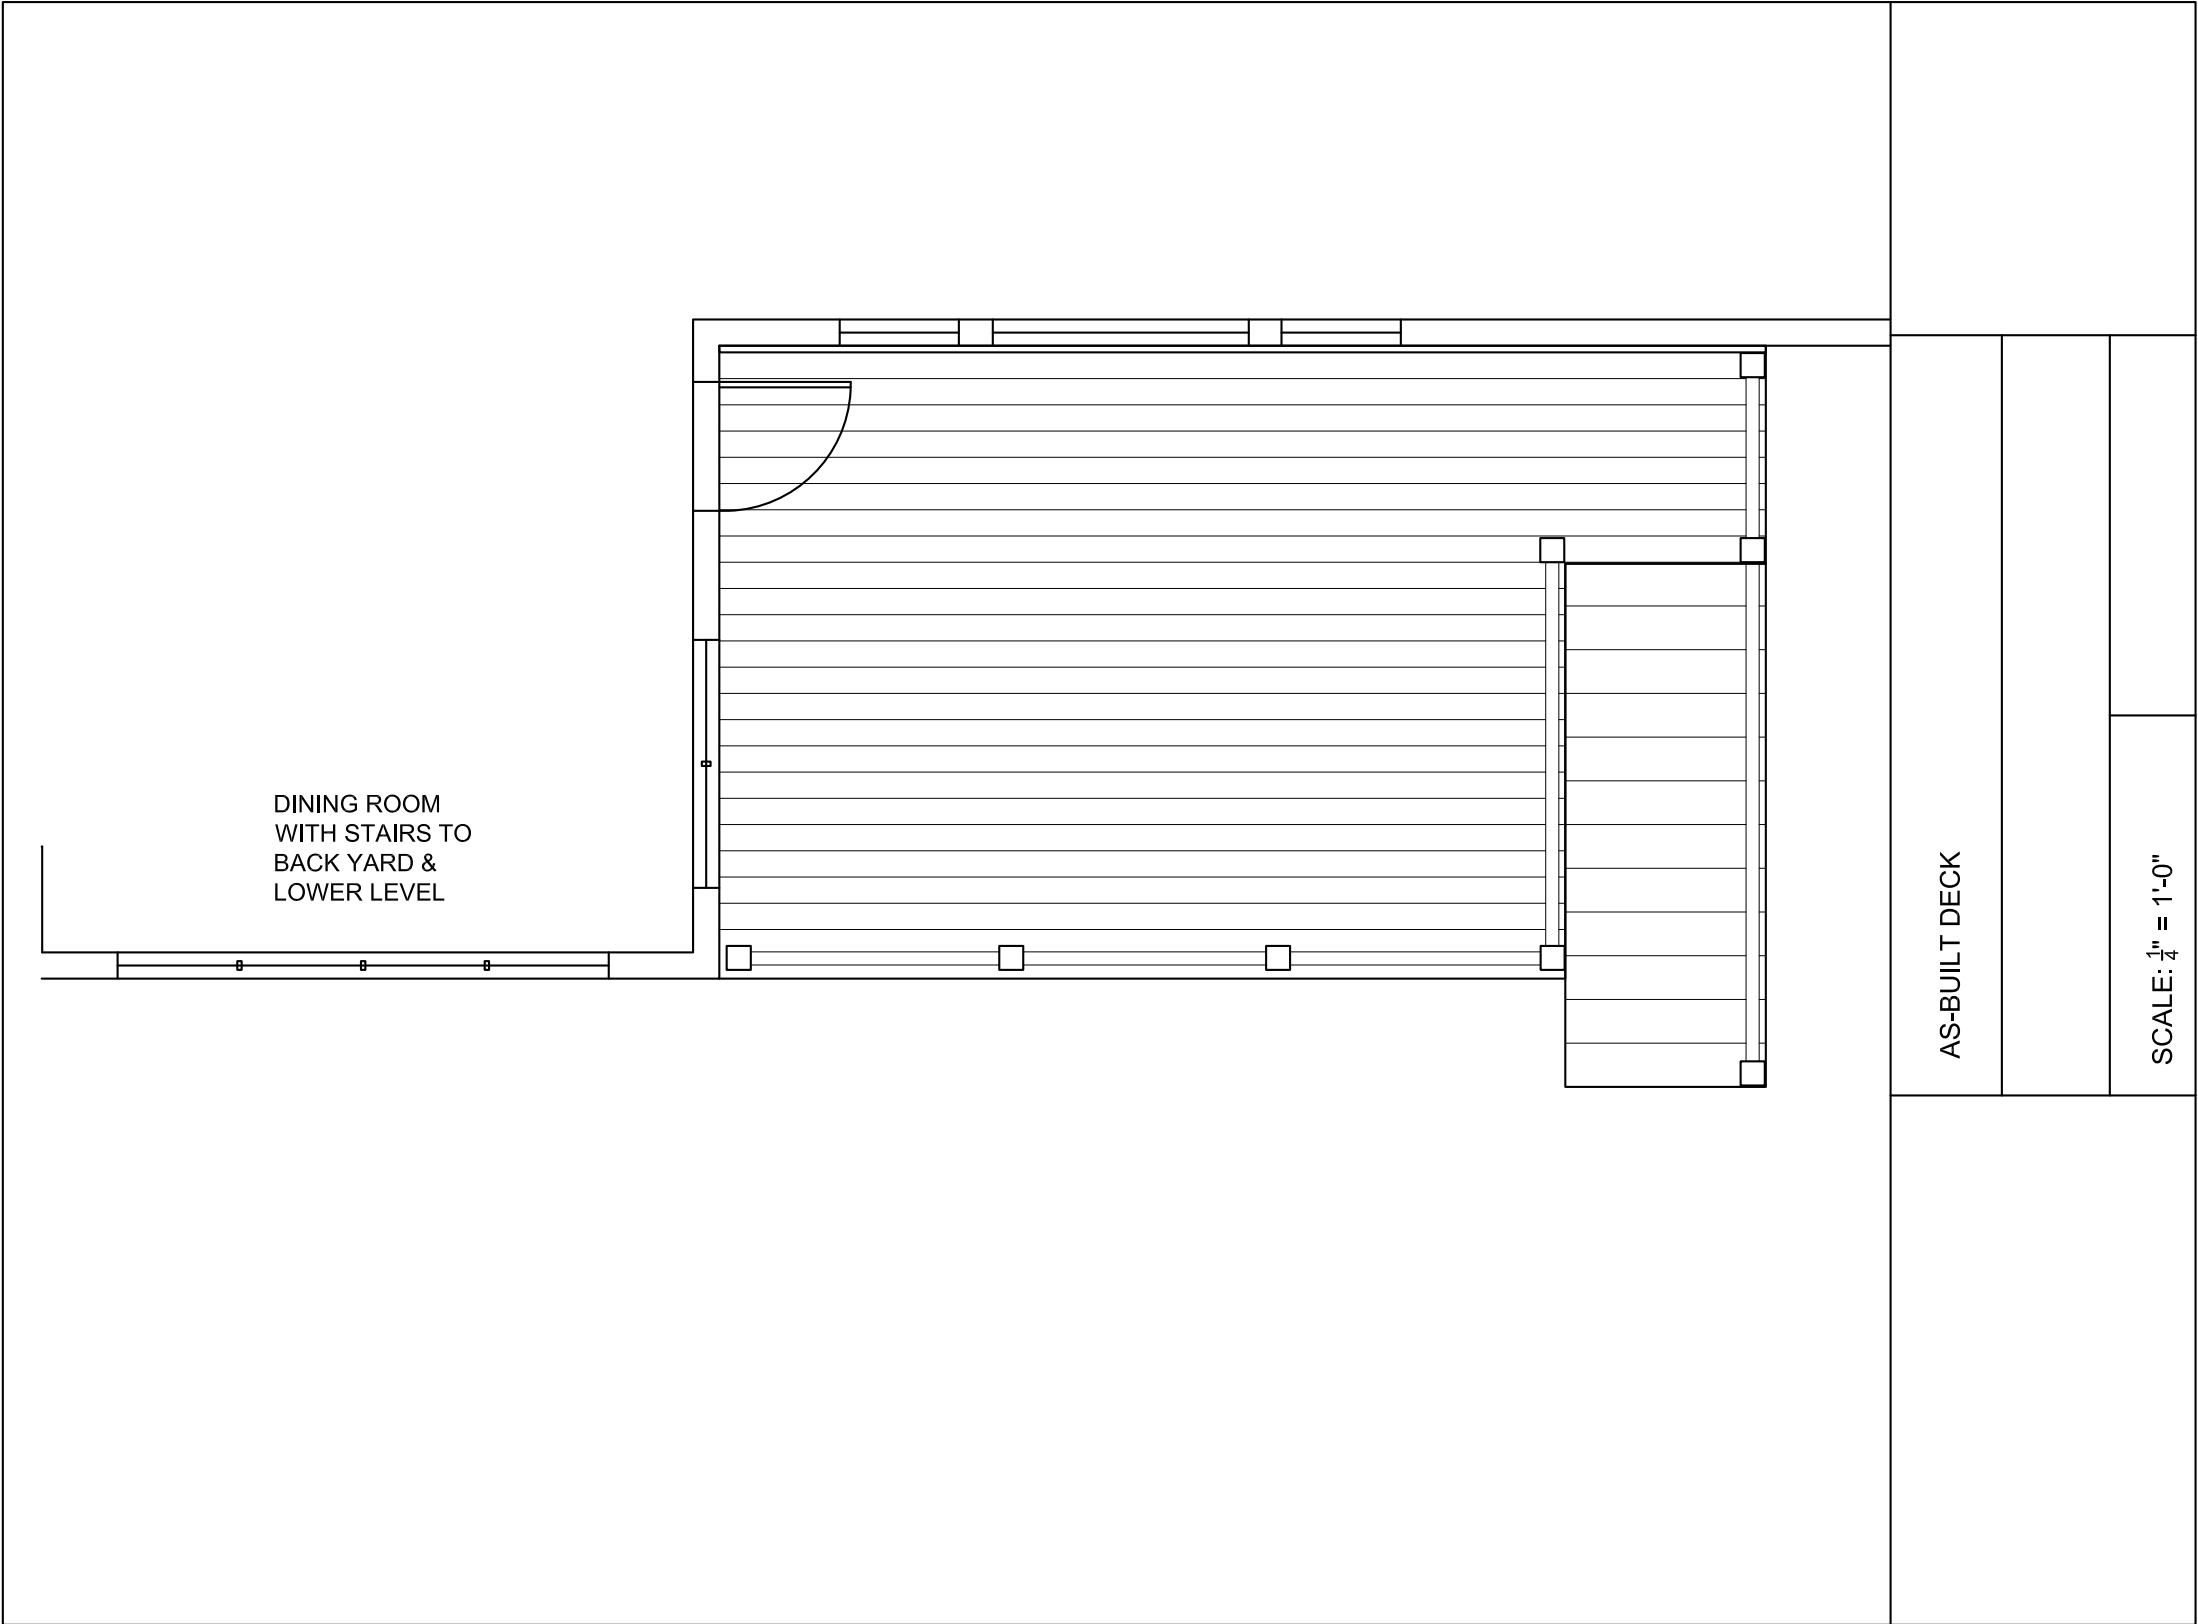 DINING ROOM
WITH STAIRS TO
BACK YARD &
LOWER LEVEL
AS-BUILT DECK
SCALE: 1/4" = 1'-0"